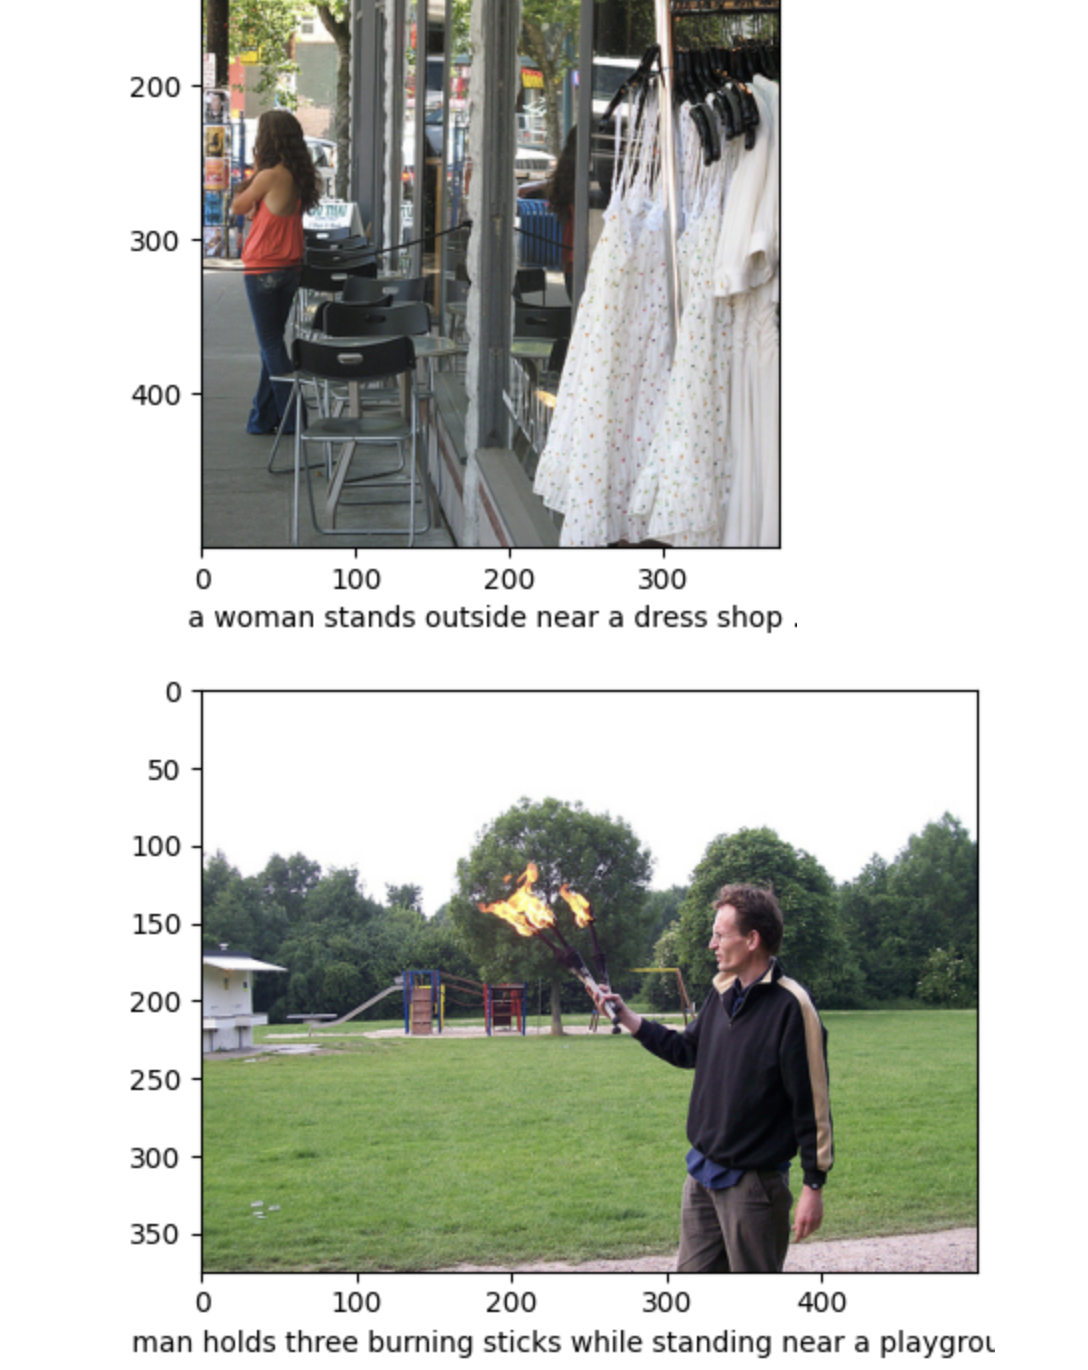 200
300
400
0 100 200 300
a woman stands outside near a dress shop .
0
50
100
150
200
250
300
350
0 100 200 300 400
man holds three burning sticks while standing near a playgrou